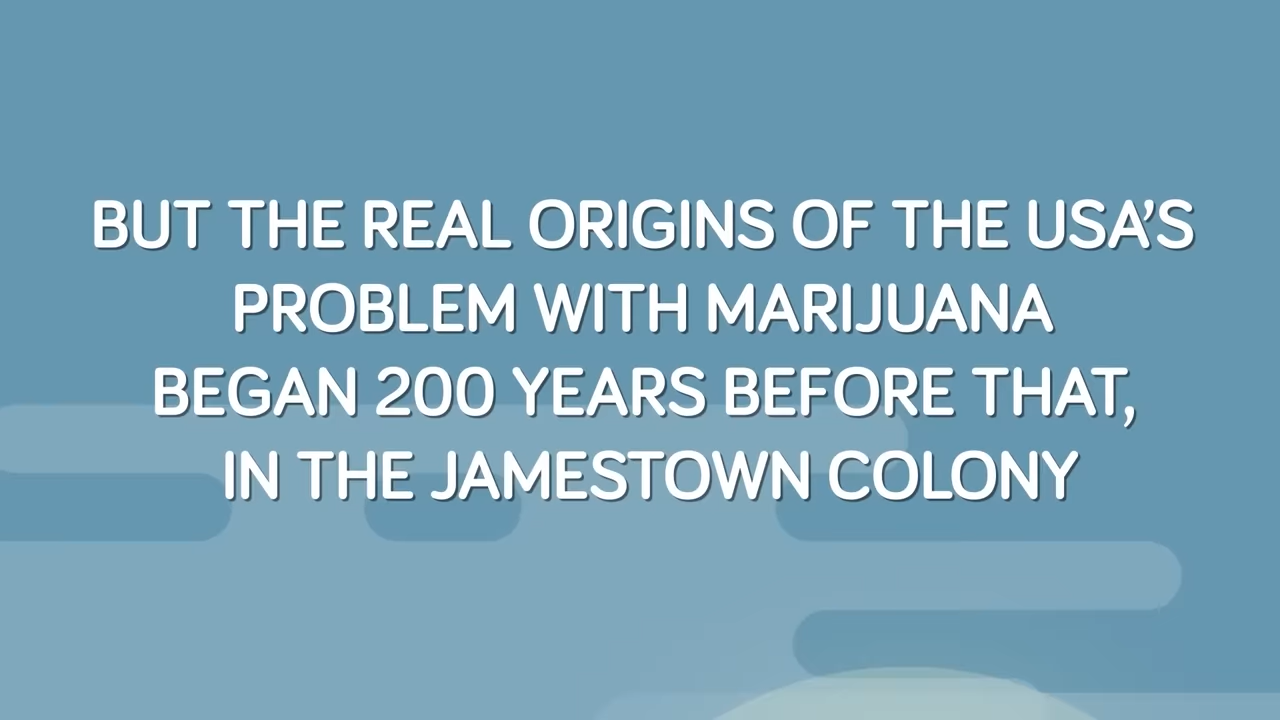 BUT THE REAL ORIGINS OF THE USA'S
PROBLEM WITH MARIJUANA
BEGAN 200 YEARS BEFORE THAT,
IN THE JAMESTOWN COLONY